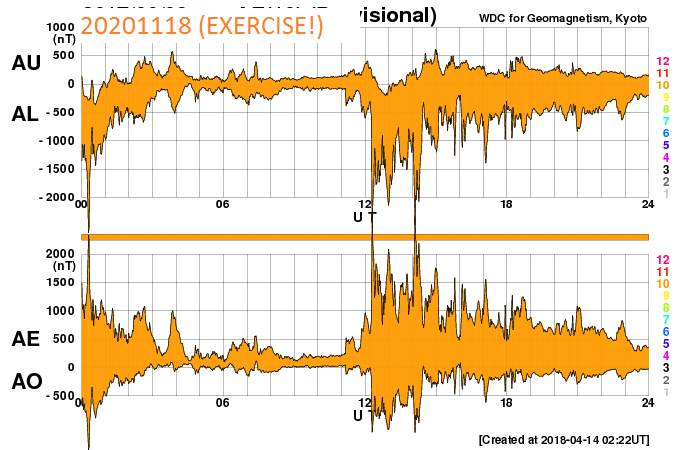 visional)
20201118 (EXERCISE!)
WDC for Geomagnetism, Kyoto
1000
(nT)
500
0
- 500
- 1000
- 1500
- 2000
AU
AL
12
11
10
9
8
7
6
5
4
3
2
1
00 06 12 18 24
U T
2000
(nT)
1500
1000
500
0
- 500
AE
AO
12
11
10
9
8
7
6
5
4
3
2
1
00 06 12 18 24
U T
[Created at 2018-04-14 02:22UT]